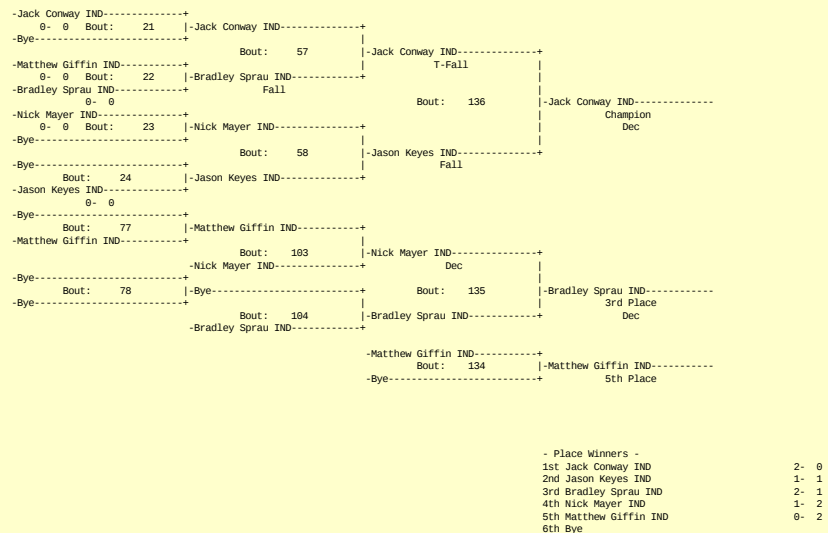 -Jack Conway IND---------------+
0- 0 Bout: 21 |-Jack Conway IND--------------+
-Bye---------------------------+ |
Bout: 57 |-Jack Conway IND--------------+
-Matthew Giffin IND------------+ | T-Fall |
0- 0 Bout: 22 |-Bradley Sprau IND------------+ |
-Bradley Sprau IND-------------+ Fall |
0- 0 Bout: 136 |-Jack Conway IND--------------
-Nick Mayer IND----------------+ | Champion
0- 0 Bout: 23 |-Nick Mayer IND---------------+ | Dec
-Bye---------------------------+ | |
Bout: 58 |-Jason Keyes IND--------------+
-Bye---------------------------+ | Fall
Bout: 24 |-Jason Keyes IND--------------+
-Jason Keyes IND---------------+
0- 0
-Bye---------------------------+
Bout: 77 |-Matthew Giffin IND-----------+
-Matthew Giffin IND------------+ |
Bout: 103 |-Nick Mayer IND---------------+
-Nick Mayer IND---------------+ Dec |
-Bye---------------------------+ |
Bout: 78 |-Bye--------------------------+ Bout: 135 |-Bradley Sprau IND------------
-Bye---------------------------+ | | 3rd Place
Bout: 104 |-Bradley Sprau IND------------+ Dec
-Bradley Sprau IND------------+
-Matthew Giffin IND-----------+
Bout: 134 |-Matthew Giffin IND-----------
-Bye--------------------------+ 5th Place
- Place Winners -
1st Jack Conway IND 2- 0
2nd Jason Keyes IND 1- 1
3rd Bradley Sprau IND 2- 1
4th Nick Mayer IND 1- 2
5th Matthew Giffin IND 0- 2
6th Bye